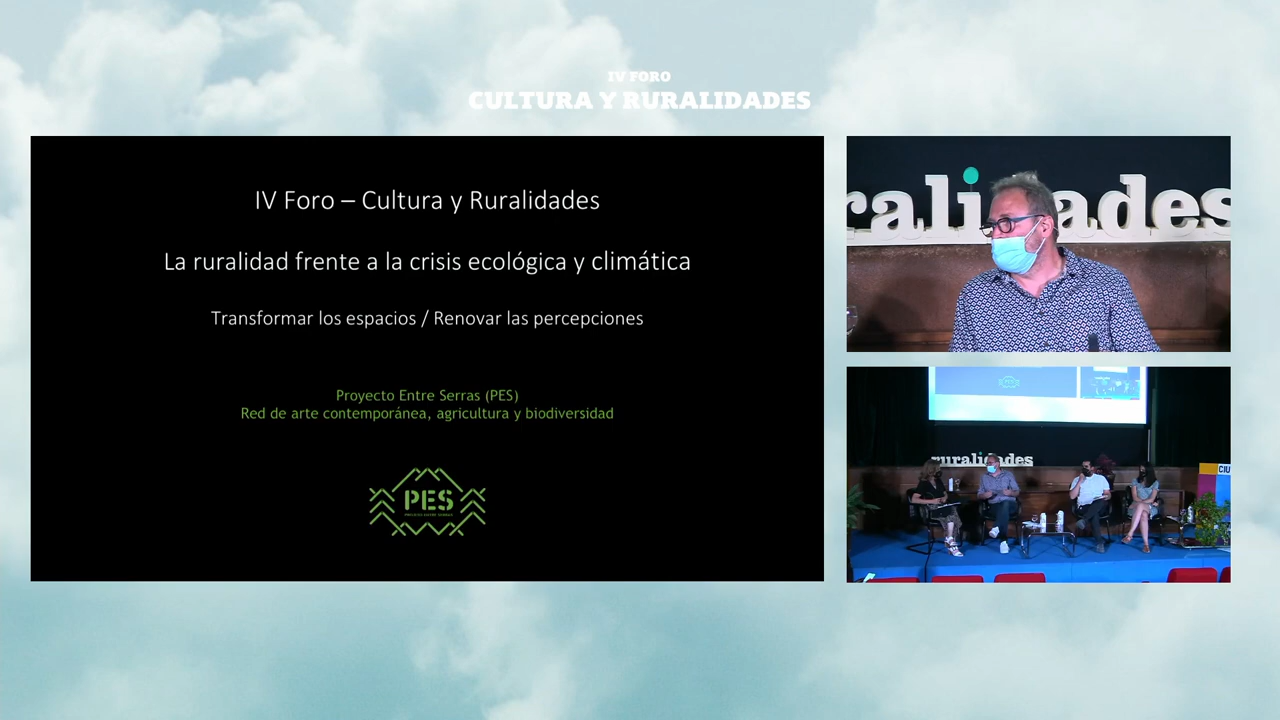 IV FORO
CULTURA Y RURALIDADES
IV Foro – Cultura y Ruralidades
La ruralidad frente a la crisis ecológica y climática
Transformar los espacios / Renovar las percepciones
Proyecto Entre Serras (PES)
Red de arte contemporánea, agricultura y biodiversidad
PES
ralidades
ruralidades
CIU